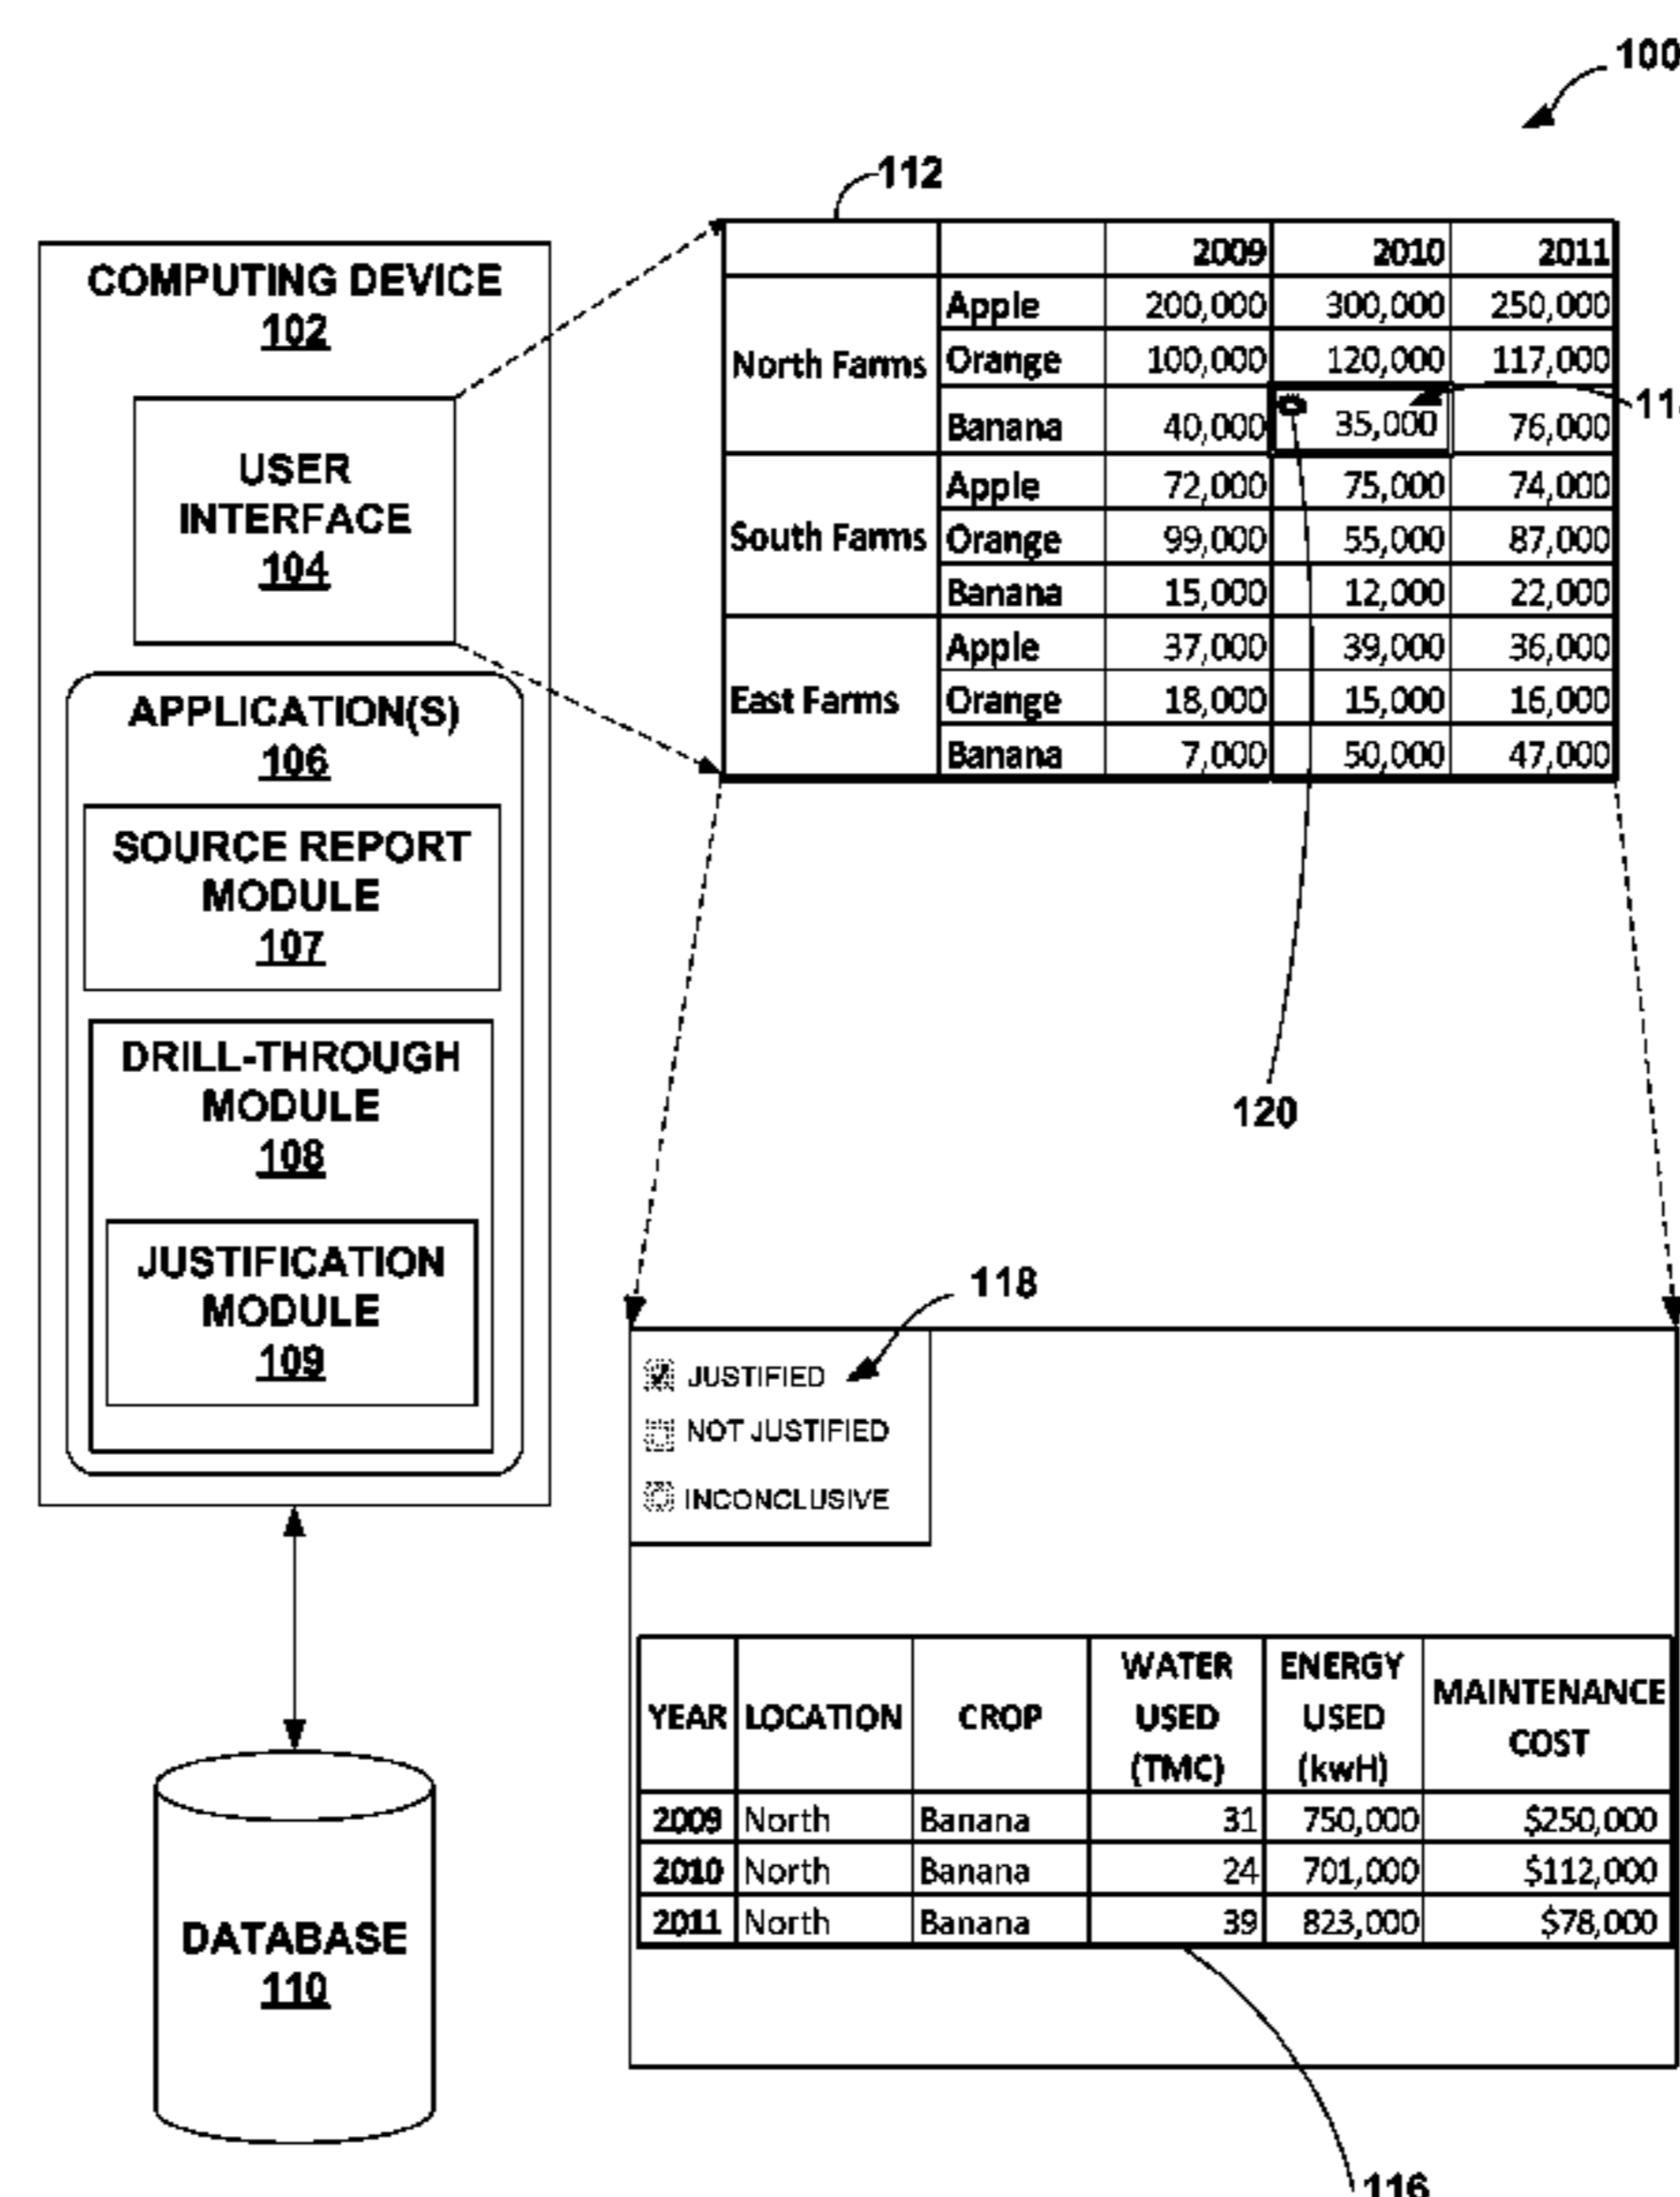 100
112
COMPUTING DEVICE
102
USER
INTERFACE
104
APPLICATION(S)
106
SOURCE REPORT
MODULE
107
DRILL-THROUGH
MODULE
108
JUSTIFICATION
MODULE
109
DATABASE
110
2009 2010 2011
North Farms
Apple 200,000 300,000 250,000
Orange 100,000 120,000 117,000
Banana 40,000 35,000 76,000
South Farms
Apple 72,000 75,000 74,000
Orange 99,000 55,000 87,000
Banana 15,000 12,000 22,000
East Farms
Apple 37,000 39,000 36,000
Orange 18,000 15,000 16,000
Banana 7,000 50,000 47,000
120
118
JUSTIFIED
NOT JUSTIFIED
INCONCLUSIVE
YEAR LOCATION CROP WATER USED (TMC) ENERGY USED (kwH) MAINTENANCE COST
2009 North Banana 31 750,000 $250,000
2010 North Banana 24 701,000 $112,000
2011 North Banana 39 823,000 $78,000
116